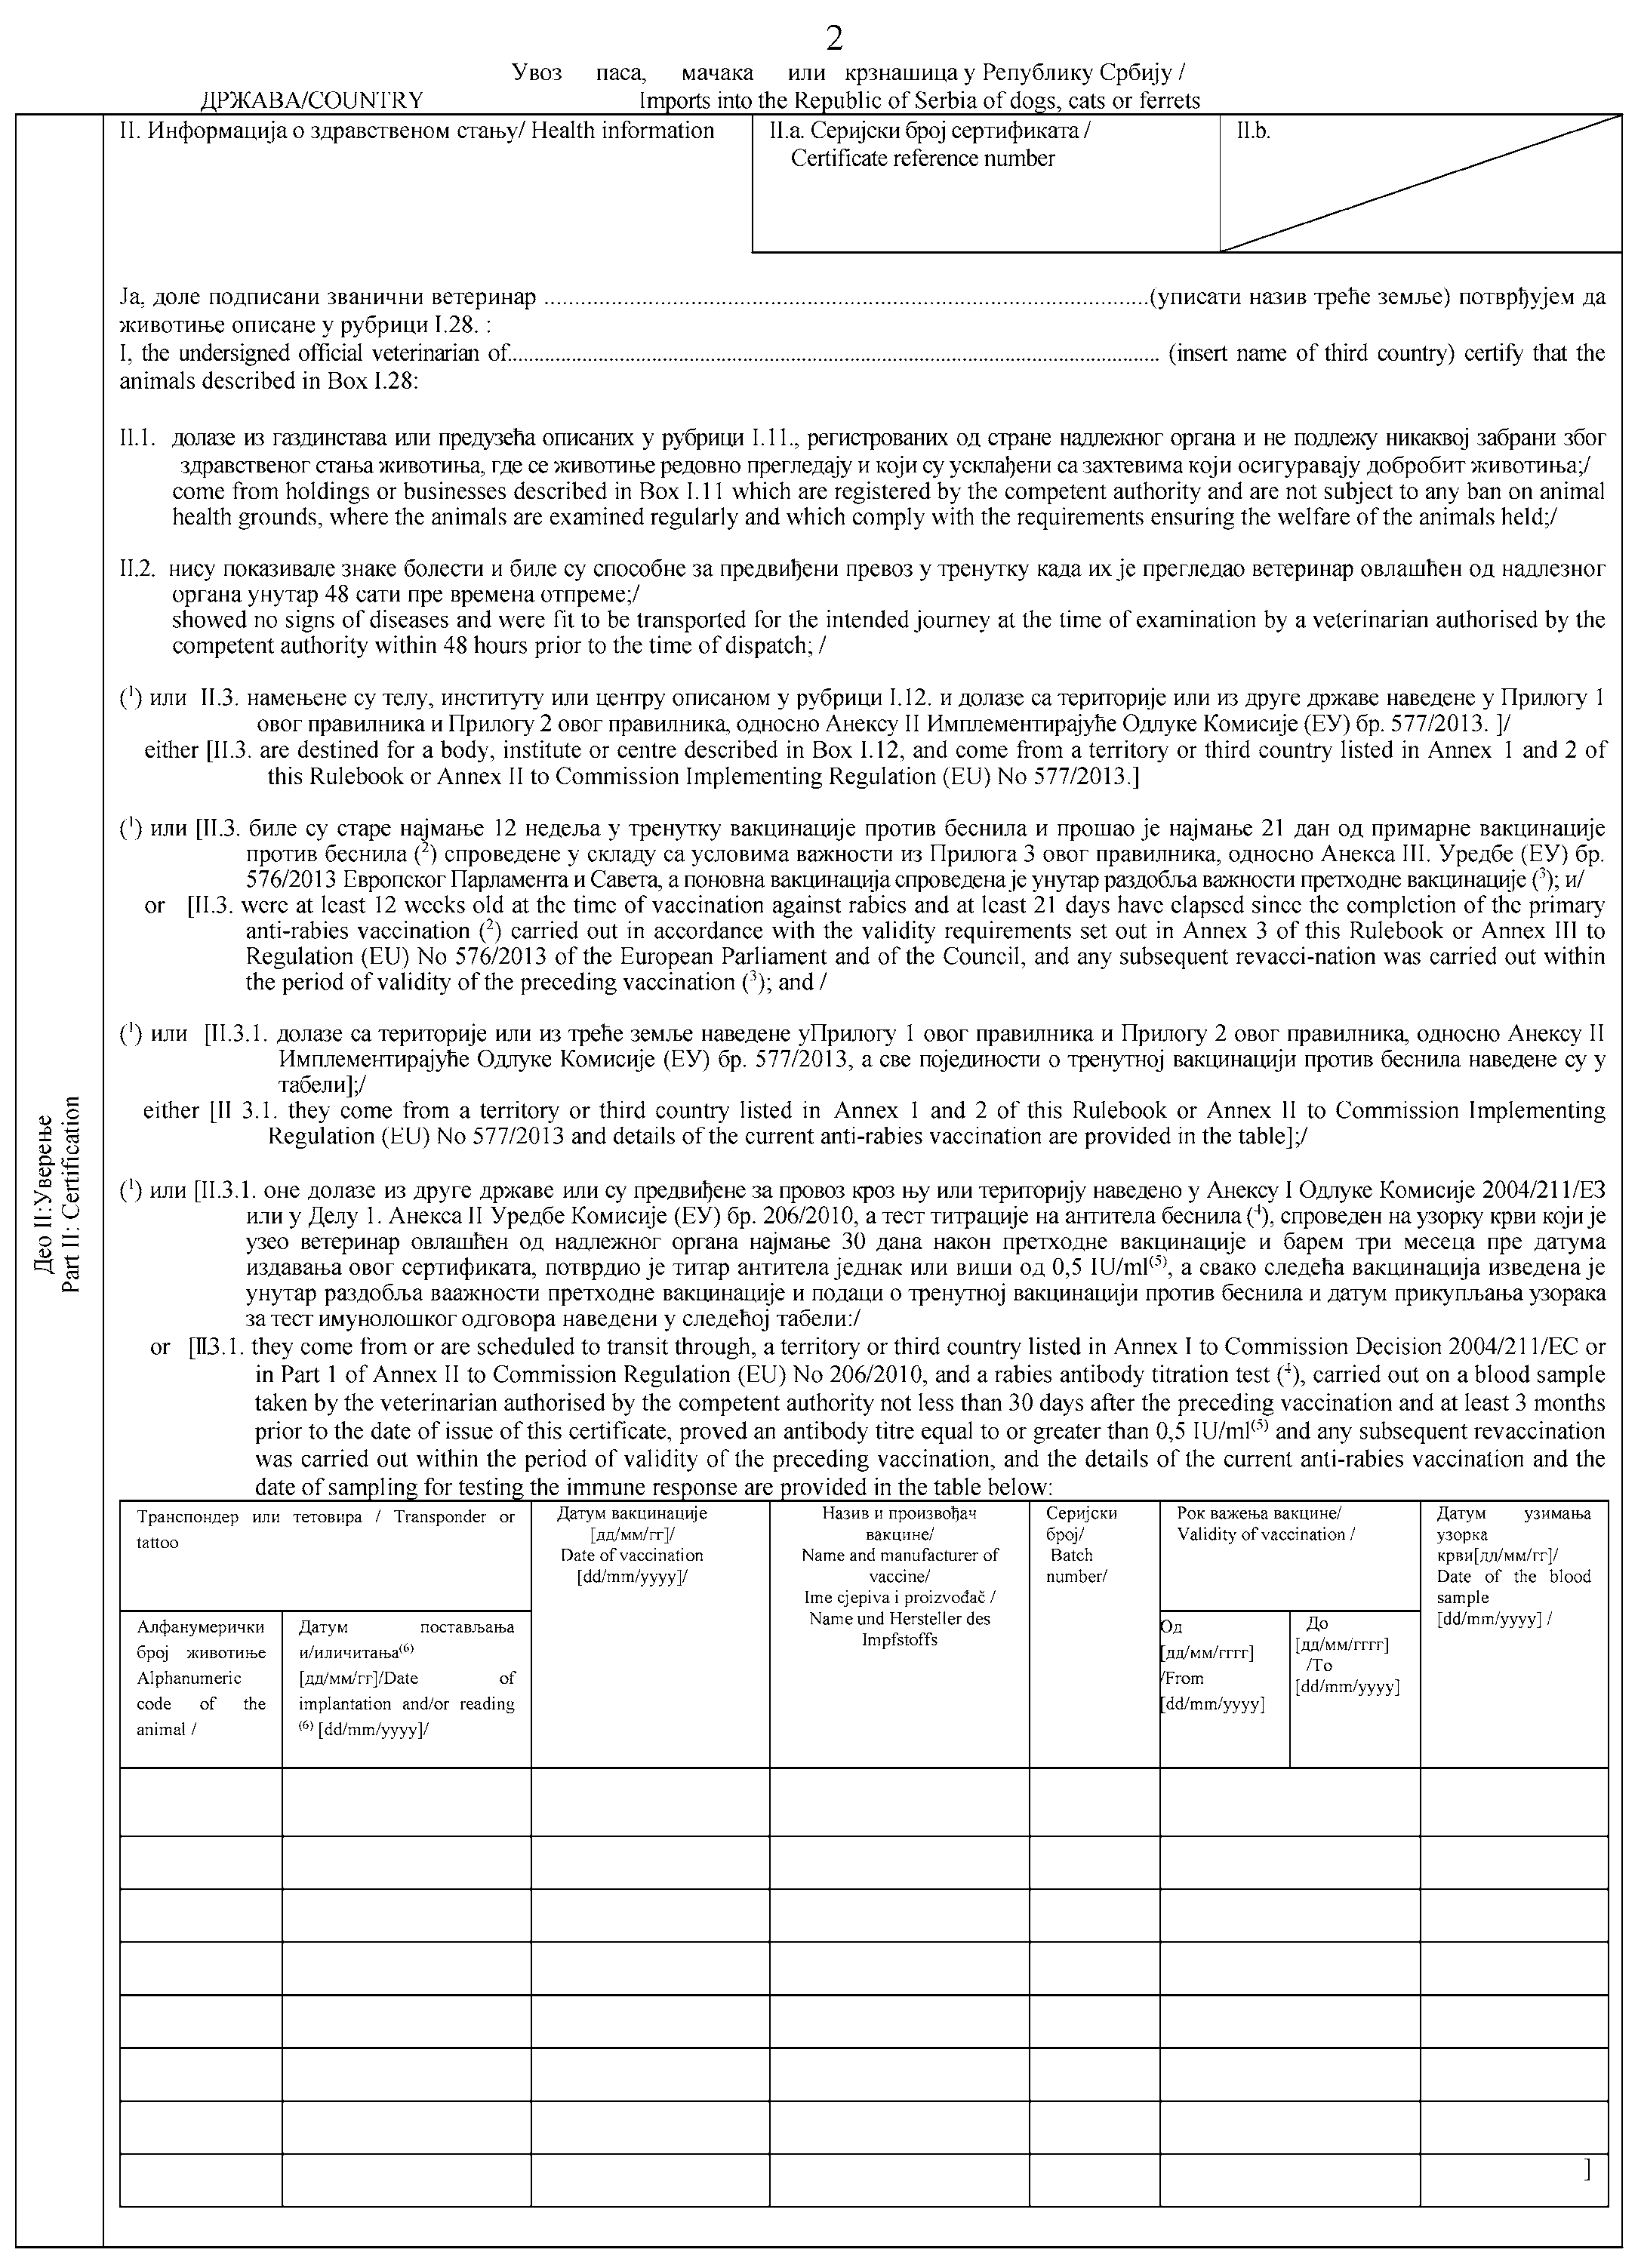 2
Увоз паса, мачака или крзнашица у Републику Србију /
ДРЖАВА/COUNTRY Imports into the Republic of Serbia of dogs, cats or ferrets
II. Информација о здравственом стању/ Health information
II.a. Серијски број сертификата /
Certificate reference number
II.b.
Ја, доле подписани званични ветеринар ..........................................................................................(уписати назив треће земље) потврђујем да
животиње описане у рубрици I.28. :
I, the undersigned official veterinarian of.................................................................................................. (insert name of third country) certify that the
animals described in Box I.28:
II.1. долазе из газдинстава или предузећа описаних у рубрици I.11., регистрованих од стране надлежног органа и не подлежу никаквој забрани због
здравственог стања животиња, где се животиње редовно прегледају и који су усклађени са захтевима који осигуравају добробит животиња;/
come from holdings or businesses described in Box I.11 which are registered by the competent authority and are not subject to any ban on animal
health grounds, where the animals are examined regularly and which comply with the requirements ensuring the welfare of the animals held;/
II.2. нису показивале знаке болести и биле су способне за предвиђени превоз у тренутку када их је прегледао ветеринар овлашћен од надлезног
органа унутар 48 сати пре времена отпреме;/
showed no signs of diseases and were fit to be transported for the intended journey at the time of examination by a veterinarian authorised by the
competent authority within 48 hours prior to the time of dispatch; /
(¹) или II.3. намењене су телу, институту или центру описаном у рубрици I.12. и долазе са територије или из друге државе наведене у Прилогу 1
овог правилника и Прилогу 2 овог правилника, односно Анексу II Имплементирајуће Одлуке Комисије (ЕУ) бр. 577/2013. ]/
either [II.3. are destined for a body, institute or centre described in Box I.12, and come from a territory or third country listed in Annex 1 and 2 of
this Rulebook or Annex II to Commission Implementing Regulation (EU) No 577/2013.]
(¹) или [II.3. биле су старе најмање 12 недеља у тренутку вакцинације против беснила и прошао је најмање 21 дан од примарне вакцинације
против беснила (²) спроведене у складу са условима важности из Прилога 3 овог правилника, односно Анекса III. Уредбе (ЕУ) бр.
576/2013 Европског Парламента и Савета, а поновна вакцинација спроведена је унутар раздобља важности претходне вакцинације (³); и/
or [II.3. were at least 12 weeks old at the time of vaccination against rabies and at least 21 days have elapsed since the completion of the primary
anti-rabies vaccination (²) carried out in accordance with the validity requirements set out in Annex 3 of this Rulebook or Annex III to
Regulation (EU) No 576/2013 of the European Parliament and of the Council, and any subsequent revacci-nation was carried out within
the period of validity of the preceding vaccination (³); and /
(¹) или [II.3.1. долазе са територије или из треће земље наведене уПрилогу 1 овог правилника и Прилогу 2 овог правилника, односно Анексу II
Имплементирајуће Одлуке Комисије (ЕУ) бр. 577/2013, а све појединости о тренутној вакцинацији против беснила наведене су у
табели];/
either [II 3.1. they come from a territory or third country listed in Annex 1 and 2 of this Rulebook or Annex II to Commission Implementing
Regulation (EU) No 577/2013 and details of the current anti-rabies vaccination are provided in the table];/
(¹) или [II.3.1. оне долазе из друге државе или су предвиђене за провоз кроз њу или територију наведено у Анексу I Одлуке Комисије 2004/211/ЕЗ
или у Делу 1. Анекса II Уредбе Комисије (ЕУ) бр. 206/2010, а тест титрације на антитела беснила (⁴), спроведен на узорку крви који је
узео ветеринар овлашћен од надлежног органа најмање 30 дана након претходне вакцинације и барем три месеца пре датума
издавања овог сертификата, потврдио је титар антитела једнак или виши од 0,5 IU/ml⁽⁵⁾, а свако следећа вакцинација изведена је
унутар раздобља ваажности претходне вакцинације и подаци о тренутној вакцинацији против беснила и датум прикупљања узорака
за тест имунолошког одговора наведени у следећој табели:/
or [II3.1. they come from or are scheduled to transit through, a territory or third country listed in Annex I to Commission Decision 2004/211/EC or
in Part 1 of Annex II to Commission Regulation (EU) No 206/2010, and a rabies antibody titration test (⁴), carried out on a blood sample
taken by the veterinarian authorised by the competent authority not less than 30 days after the preceding vaccination and at least 3 months
prior to the date of issue of this certificate, proved an antibody titre equal to or greater than 0,5 IU/ml⁽⁵⁾ and any subsequent revaccination
was carried out within the period of validity of the preceding vaccination, and the details of the current anti-rabies vaccination and the
date of sampling for testing the immune response are provided in the table below:
Транспондер или тетовира / Transponder or
tattoo
Датум вакцинације
[дд/мм/гг]/
Date of vaccination
[dd/mm/yyyy]/
Назив и произвођач
вакцине/
Name and manufacturer of
vaccine/
Ime cjepiva i proizvođač /
Name und Hersteller des
Impfstoffs
Серијски
број/
Batch
number/
Рок важења вакцине/
Validity of vaccination /
Датум узимања
узорка
крви[дд/мм/гг]/
Date of the blood
sample
[dd/mm/yyyy] /
Алфанумерички
број животиње
Alphanumeric
code of the
animal /
Датум постављања
и/иличитања⁽⁶⁾
[дд/мм/гг]/Date of
implantation and/or reading
⁽⁶⁾ [dd/mm/yyyy]/
Од
[дд/мм/гггг]
/From
[dd/mm/yyyy]
До
[дд/мм/гггг]
/To
[dd/mm/yyyy]
]
Део II:Уверење
Part II: Certification